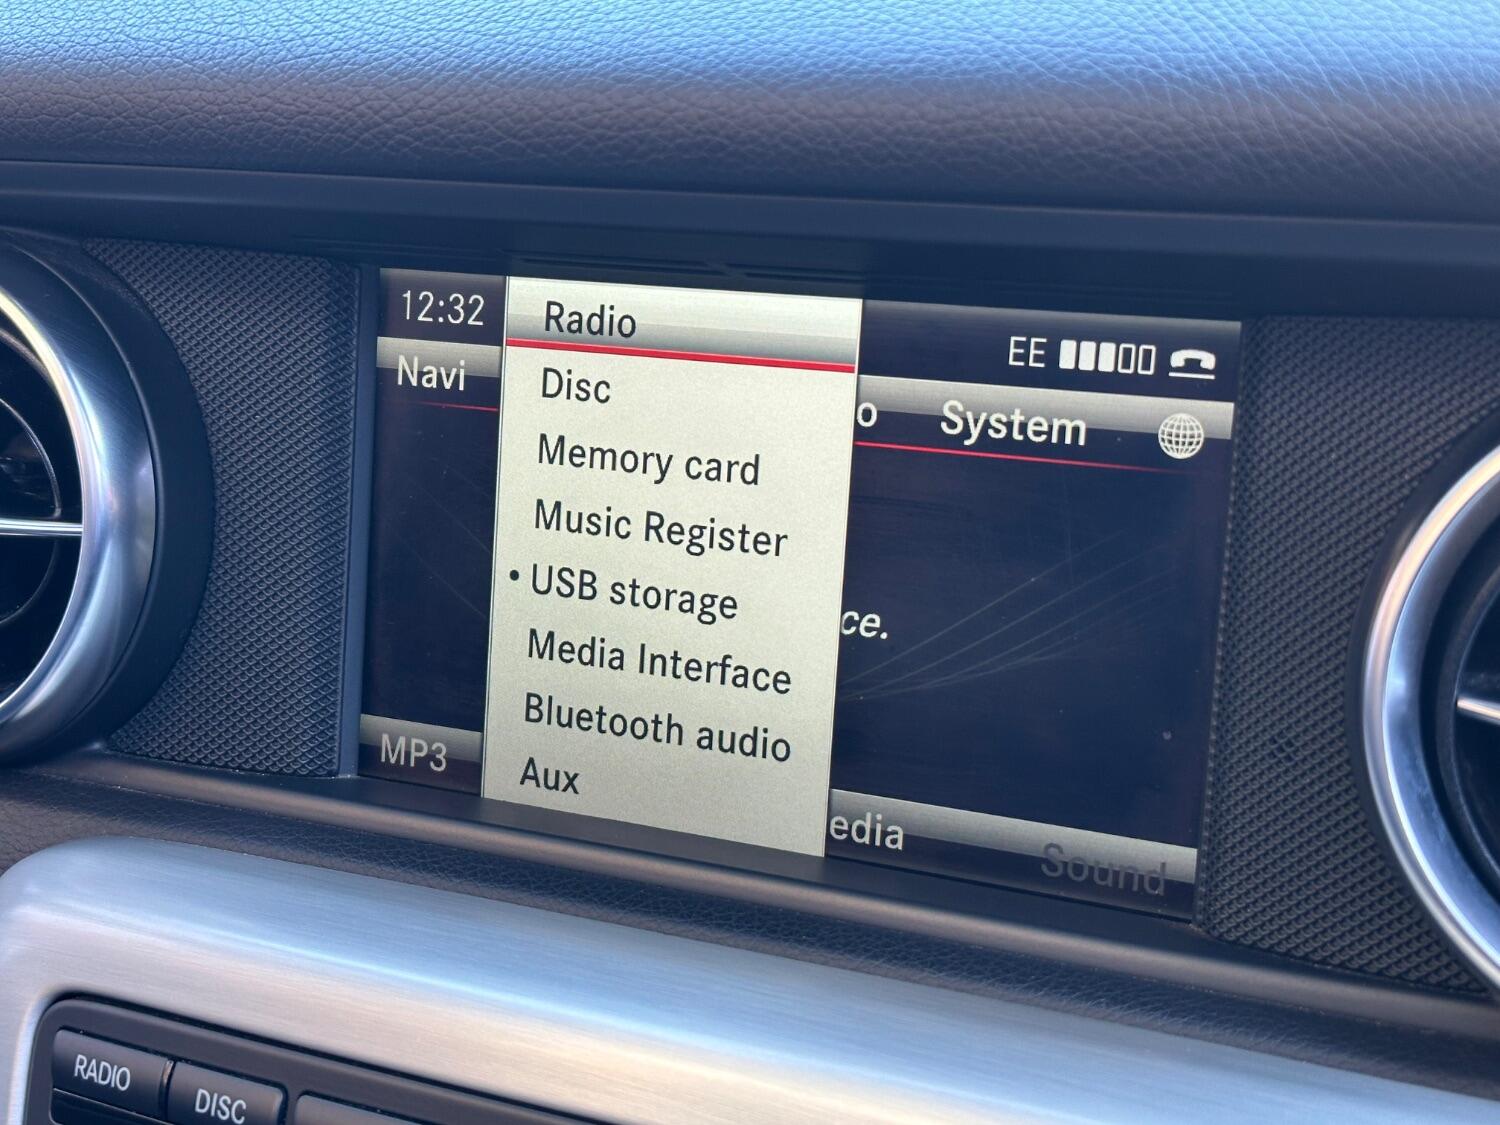 12:32
EE
Navi
o
System
Radio
Disc
Memory card
Music Register
• USB storage
Media Interface
Bluetooth audio
Aux
ce.
MP3
edia
Sound
RADIO
DISC